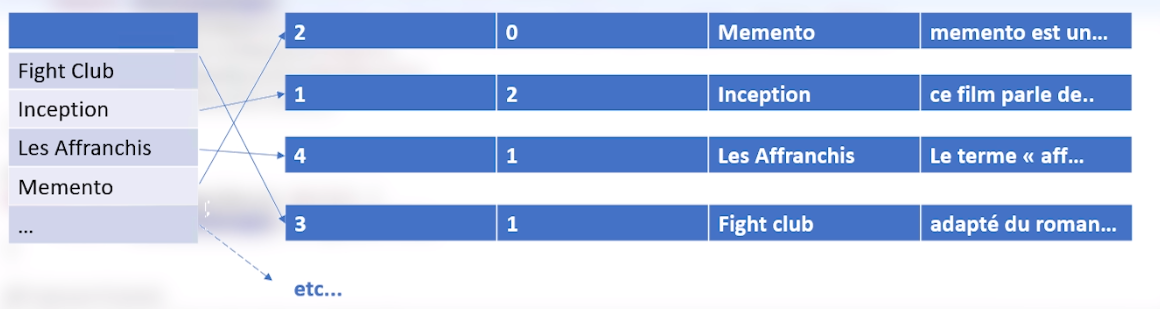 Fight Club
Inception
Les Affranchis
Memento
...
2 0 Memento memento est un...
1 2 Inception ce film parle de..
4 1 Les Affranchis Le terme « aff...
3 1 Fight club adapté du roman...
etc...